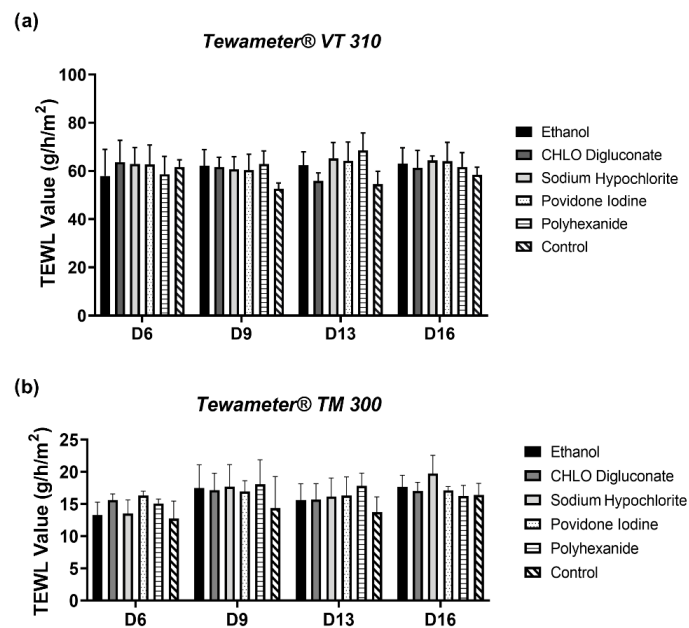 (a)
Tewameter® VT 310
TEWL Value (g/h/m²)
100
80
60
40
20
0
D6 D9 D13 D16
Ethanol
CHLO Digluconate
Sodium Hypochlorite
Povidone Iodine
Polyhexanide
Control
(b)
Tewameter® TM 300
TEWL Value (g/h/m²)
25
20
15
10
5
0
D6 D9 D13 D16
Ethanol
CHLO Digluconate
Sodium Hypochlorite
Povidone Iodine
Polyhexanide
Control